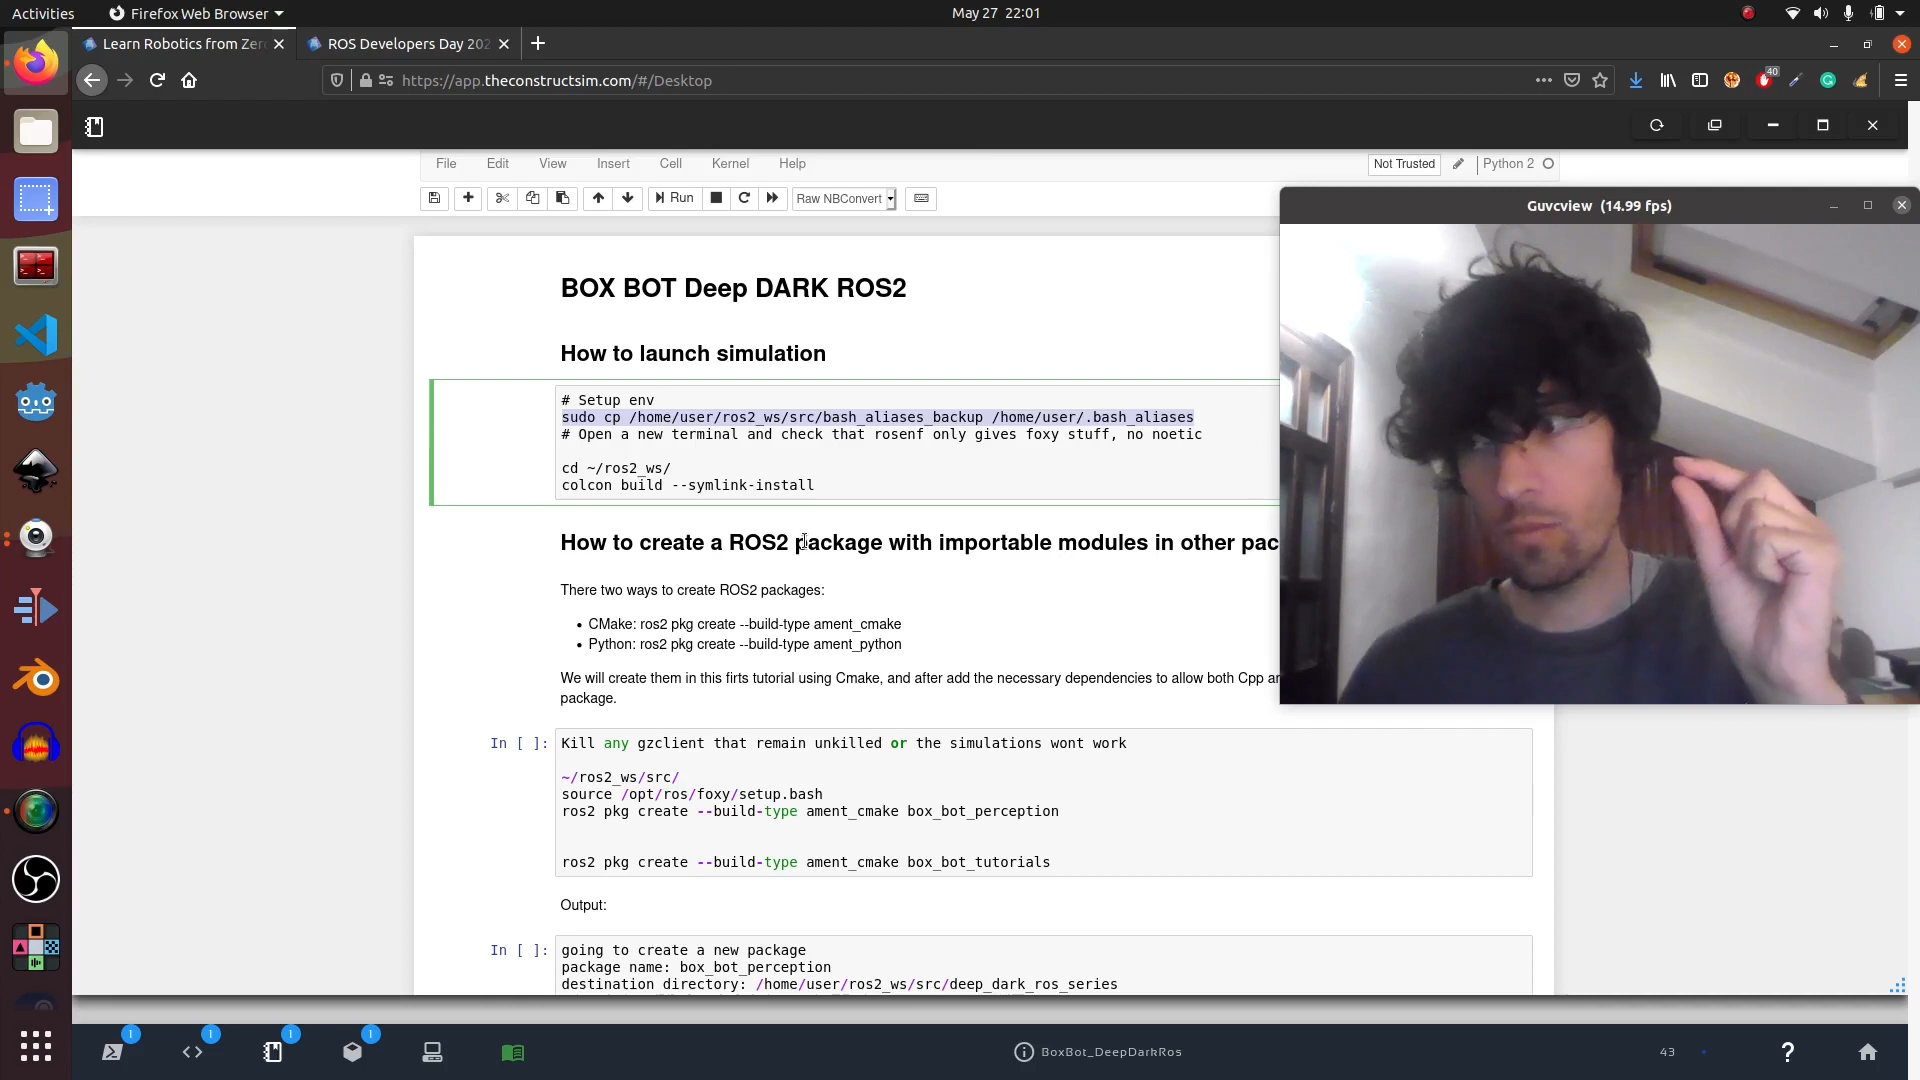 Activities
Firefox Web Browser
May 27 22:01
Learn Robotics from Zer
ROS Developers Day 202
https://app.theconstructsim.com/#/Desktop
40
File Edit View Insert Cell Kernel Help
Not Trusted
Python 2
Run
Raw NBConvert
Guvcview (14.99 fps)
BOX BOT Deep DARK ROS2
How to launch simulation
# Setup env
sudo cp /home/user/ros2_ws/src/bash_aliases_backup /home/user/.bash_aliases
# Open a new terminal and check that rosenf only gives foxy stuff, no noetic
cd ~/ros2_ws/
colcon build --symlink-install
How to create a ROS2 package with importable modules in other pac
There two ways to create ROS2 packages:
• CMake: ros2 pkg create --build-type ament_cmake
• Python: ros2 pkg create --build-type ament_python
We will create them in this firts tutorial using Cmake, and after add the necessary dependencies to allow both Cpp ar
package.
In [ ]:
Kill any gzclient that remain unkilled or the simulations wont work
~/ros2_ws/src/
source /opt/ros/foxy/setup.bash
ros2 pkg create --build-type ament_cmake box_bot_perception
ros2 pkg create --build-type ament_cmake box_bot_tutorials
Output:
In [ ]:
going to create a new package
package name: box_bot_perception
destination directory: /home/user/ros2_ws/src/deep_dark_ros_series
1
1
1
1
BoxBot_DeepDarkRos
43
?